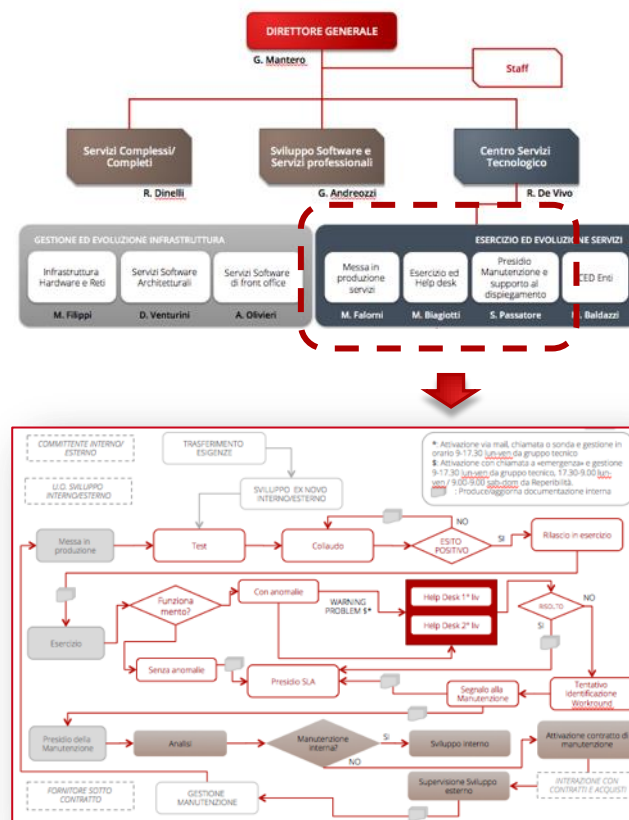 DIRETTORE GENERALE
G. Mantero
Staff
Servizi Complessi/
Completi
R. Dinelli
Sviluppo Software e
Servizi professionali
G. Andreozzi
Centro Servizi
Tecnologico
R. De Vivo
GESTIONE ED EVOLUZIONE INFRASTRUTTURA
Infrastruttura
Hardware e Reti
M. Filippi
Servizi Software
Architetturali
D. Venturini
Servizi Software
di front office
A. Olivieri
ESERCIZIO ED EVOLUZIONE SERVIZI
Messa in
produzione
servizi
M. Falorni
Esercizio ed
Help desk
M. Biagiotti
Presidio
Manutenzione e
supporto al
dispiegamento
S. Passatore
CED Enti
Baldazzi
COMMITTENTE INTERNO/
ESTERNO
TRASFERIMENTO
ESIGENZE
*: Attivazione via mail, chiamata o sonda e gestione in
orario 9-17.30 lun-ven da gruppo tecnico
$: Attivazione con chiamata a «emergenza» e gestione
9-17.30 lun-ven da gruppo tecnico, 17.30-9.00 lun-
ven / 9.00-9.00 sab-dom da Reperibilità.
: Produce/aggiorna documentazione interna
U.O. SVILUPPO
INTERNO/ESTERNO
SVILUPPO EX NOVO
INTERNO/ESTERNO
Messa in
produzione
Test
Collaudo
NO
ESITO
POSITIVO
SI
Rilascio in esercizio
Esercizio
Funziona
mento?
Con anomalie
WARNING
PROBLEM $*
Help Desk 1° liv
Help Desk 2° liv
RISOLTO
NO
SI
Senza anomalie
Presidio SLA
Segnalo alla
Manutenzione
Tentativo
identificazione
Workround
Presidio della
Manutenzione
Analisi
Manutenzione
Interna?
SI
NO
Sviluppo interno
Attivazione contratto di
manutenzione
FORNITORE SOTTO
CONTRATTO
GESTIONE
MANUTENZIONE
Supervisione Sviluppo
esterno
INTERAZIONE CON
CONTRATTI E ACQUISTI